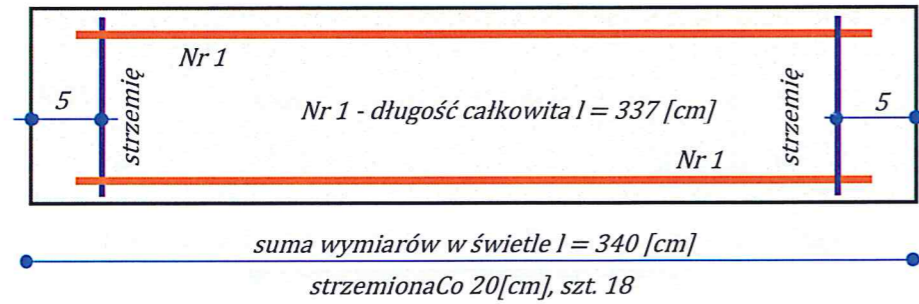 Nr 1
5
strzemię
Nr 1 - długość całkowita l = 337 [cm]
strzemię
5
Nr 1
suma wymiarów w świetle l = 340 [cm]
strzemionaCo 20[cm], szt. 18